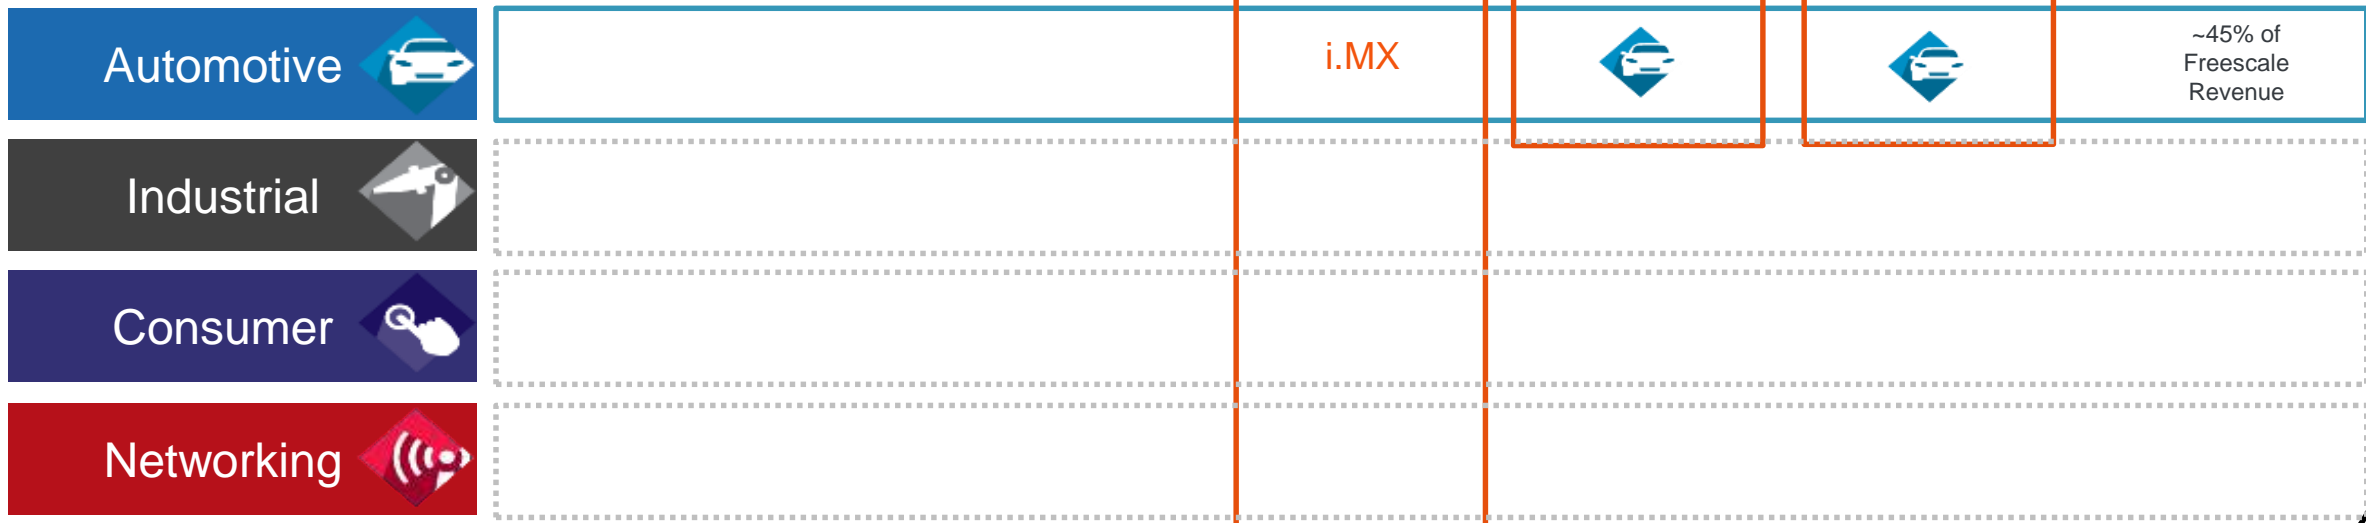 Automotive
i.MX
~45% of
Freescale
Revenue
Industrial
Consumer
Networking